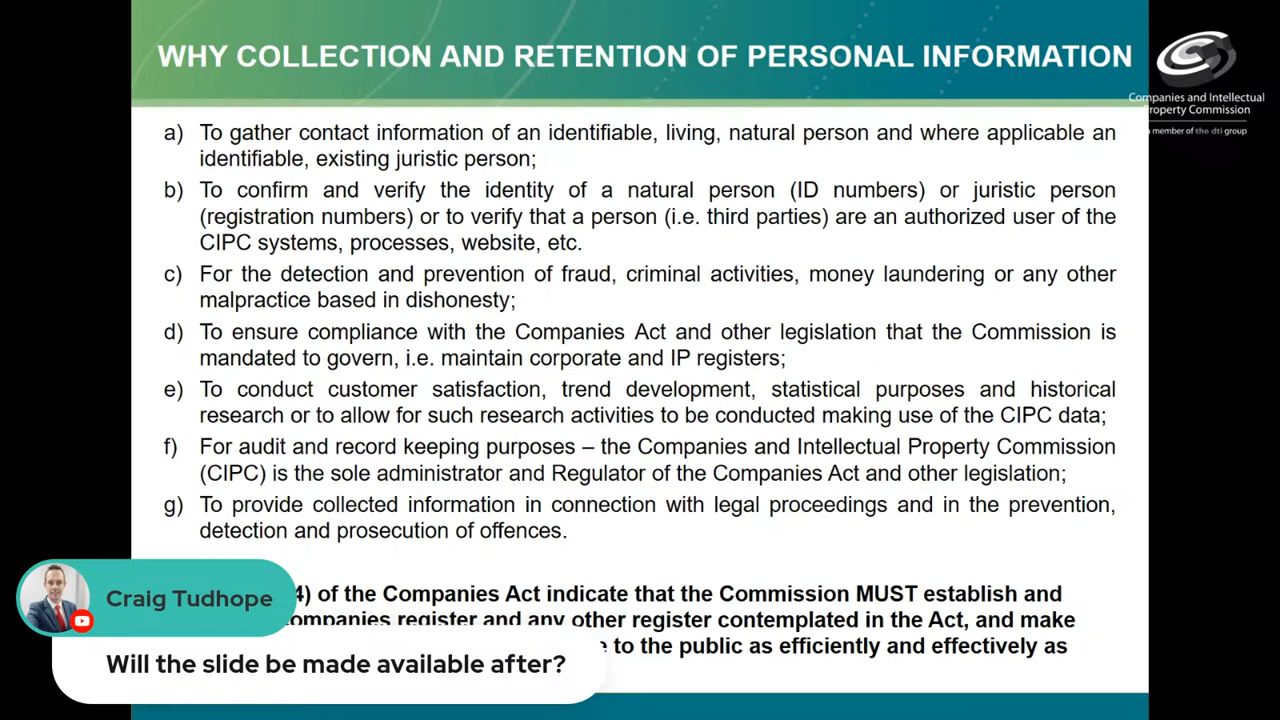 WHY COLLECTION AND RETENTION OF PERSONAL INFORMATION
Companies and Intellectual
Property Commission
a member of the dti group
a) To gather contact information of an identifiable, living, natural person and where applicable an
identifiable, existing juristic person;
b) To confirm and verify the identity of a natural person (ID numbers) or juristic person
(registration numbers) or to verify that a person (i.e. third parties) are an authorized user of the
CIPC systems, processes, website, etc.
c) For the detection and prevention of fraud, criminal activities, money laundering or any other
malpractice based in dishonesty;
d) To ensure compliance with the Companies Act and other legislation that the Commission is
mandated to govern, i.e. maintain corporate and IP registers;
e) To conduct customer satisfaction, trend development, statistical purposes and historical
research or to allow for such research activities to be conducted making use of the CIPC data;
f) For audit and record keeping purposes – the Companies and Intellectual Property Commission
(CIPC) is the sole administrator and Regulator of the Companies Act and other legislation;
g) To provide collected information in connection with legal proceedings and in the prevention,
detection and prosecution of offences.
4) of the Companies Act indicate that the Commission MUST establish and
companies register and any other register contemplated in the Act, and make
to the public as efficiently and effectively as
Craig Tudhope
Will the slide be made available after?